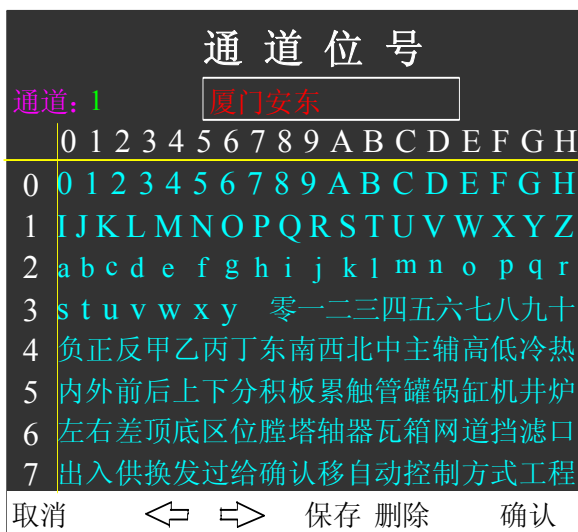 通道位号
通道：1 厦门安东
0 1 2 3 4 5 6 7 8 9 A B C D E F G H
0 0 1 2 3 4 5 6 7 8 9 A B C D E F G H
1 I J K L M N O P Q R S T U V W X Y Z
2 a b c d e f g h i j k l m n o p q r
3 s t u v w x y 零一二三四五六七八九十
4 负正反甲乙丙丁东南西北中主辅高低冷热
5 内外前后上下分积板累触管罐锅缸机井炉
6 左右差顶底区位膛塔轴器瓦箱网道挡滤口
7 出入供换发过给确认移自动控制方式工程
取消 保存 删除 确认